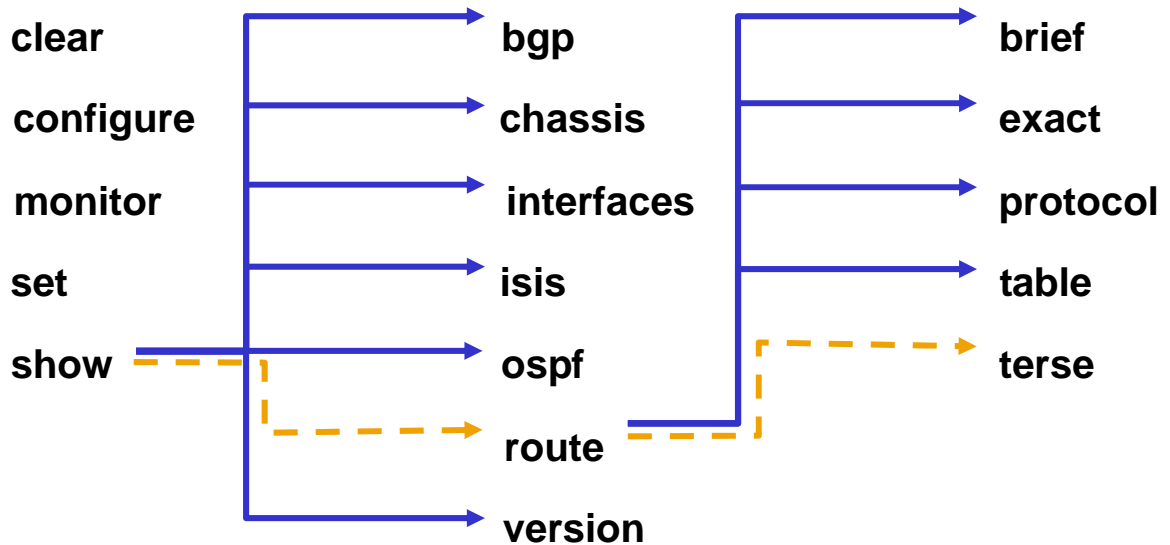 clear
configure
monitor
set
show
bgp
chassis
interfaces
isis
ospf
route
version
brief
exact
protocol
table
terse